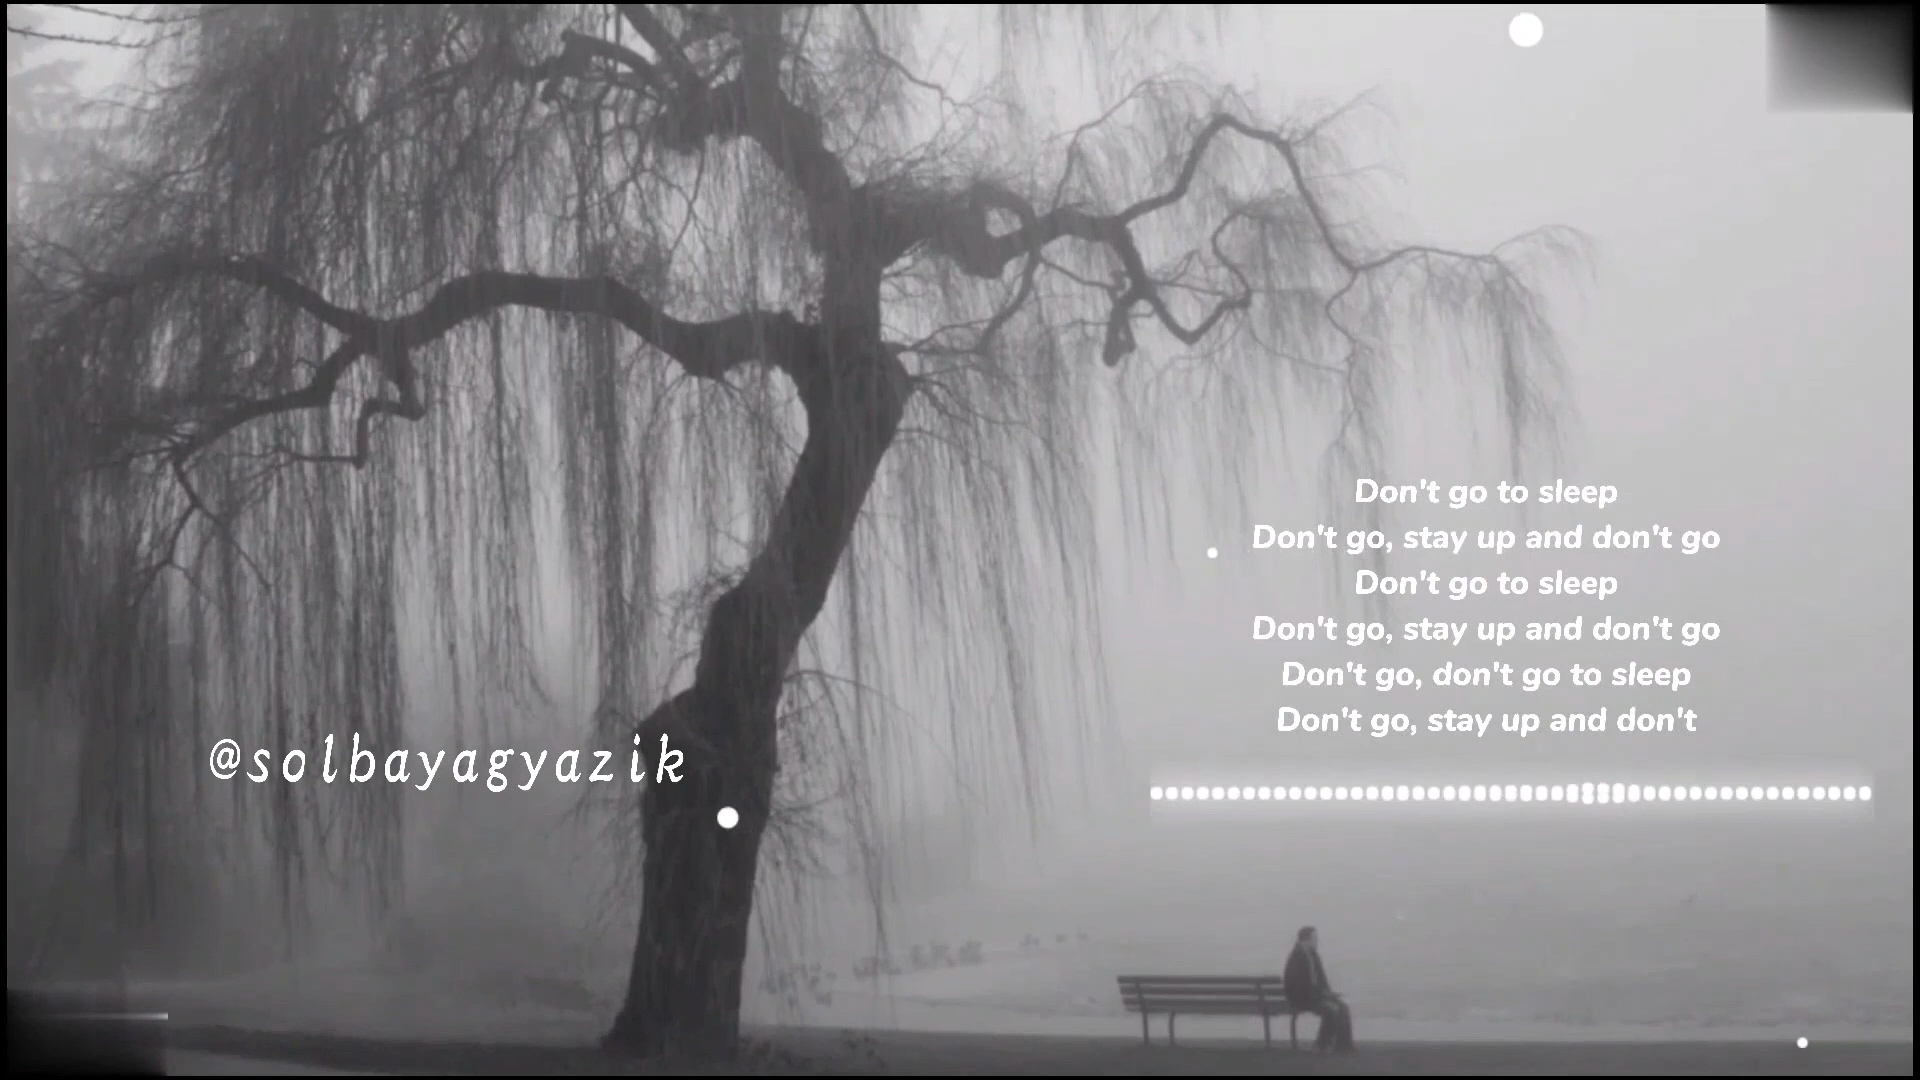 Don't go to sleep
Don't go, stay up and don't go
Don't go to sleep
Don't go, stay up and don't go
Don't go, don't go to sleep
Don't go, stay up and don't
@solbayagyazik